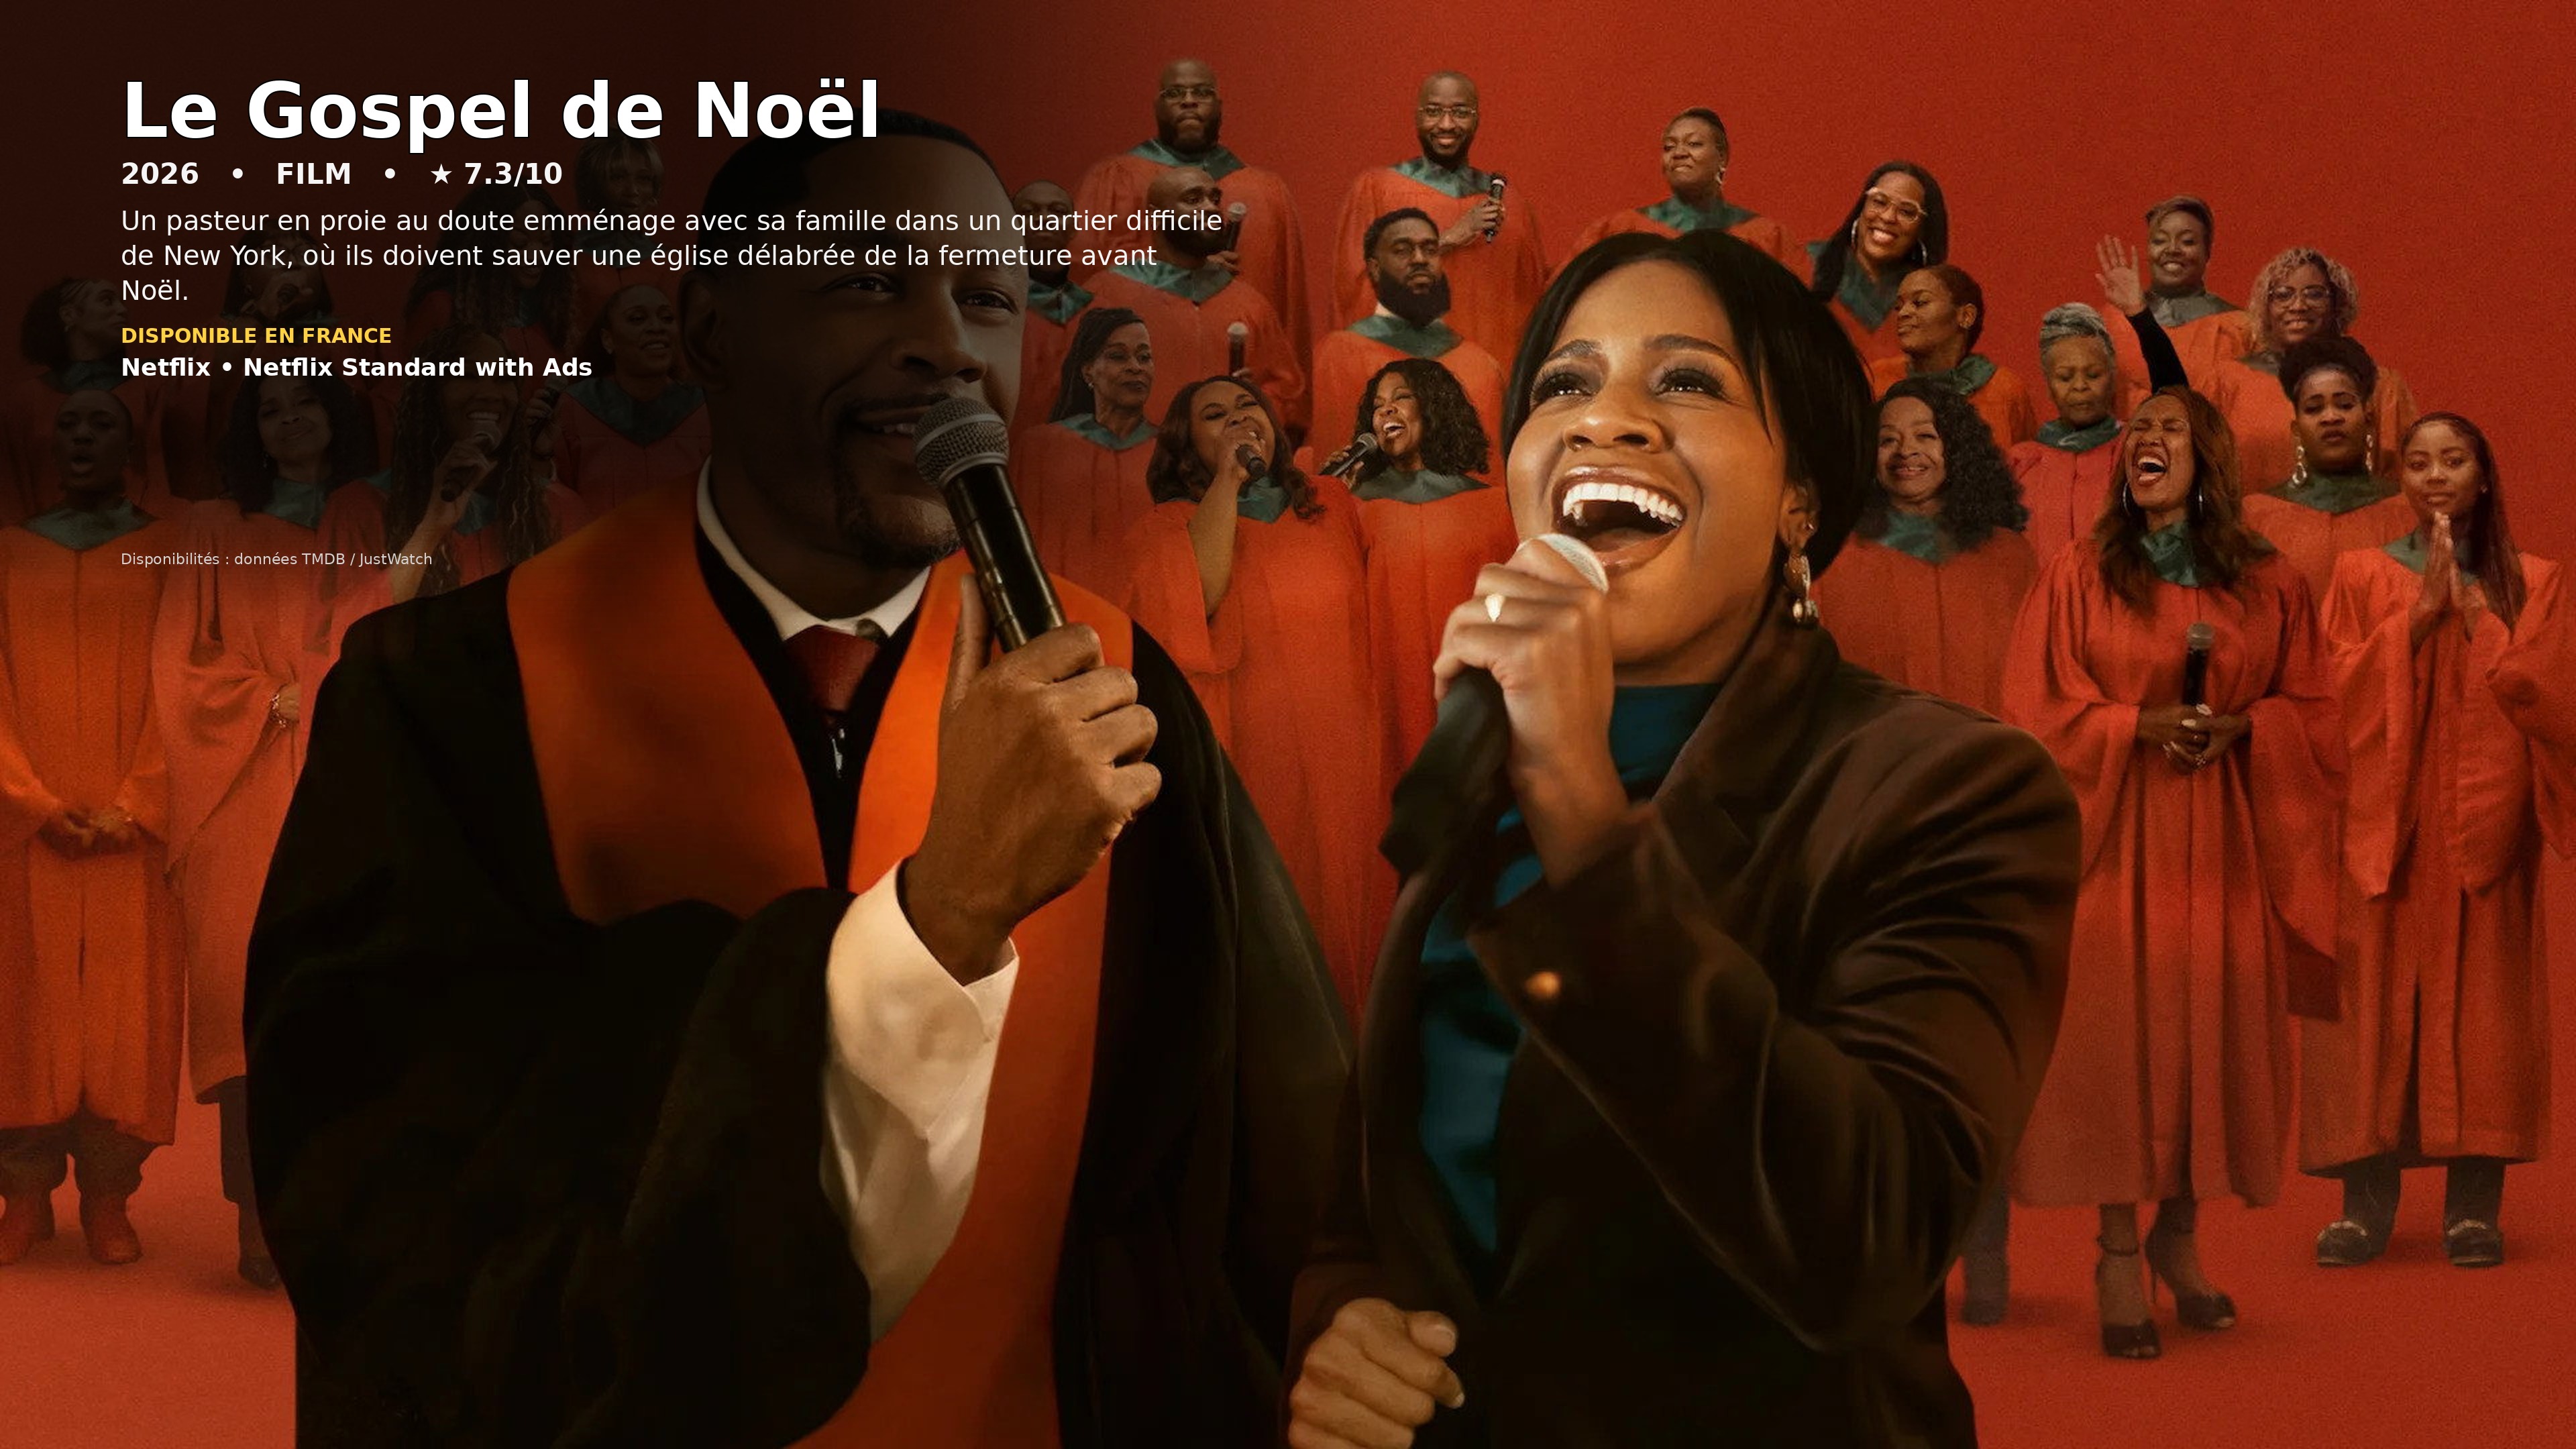 Le Gospel de Noël
2026 • FILM • ★ 7.3/10
Un pasteur en proie au doute emménage avec sa famille dans un quartier difficile
de New York, où ils doivent sauver une église délabrée de la fermeture avant
Noël.
DISPONIBLE EN FRANCE
Netflix • Netflix Standard with Ads
Disponibilités : données TMDB / JustWatch